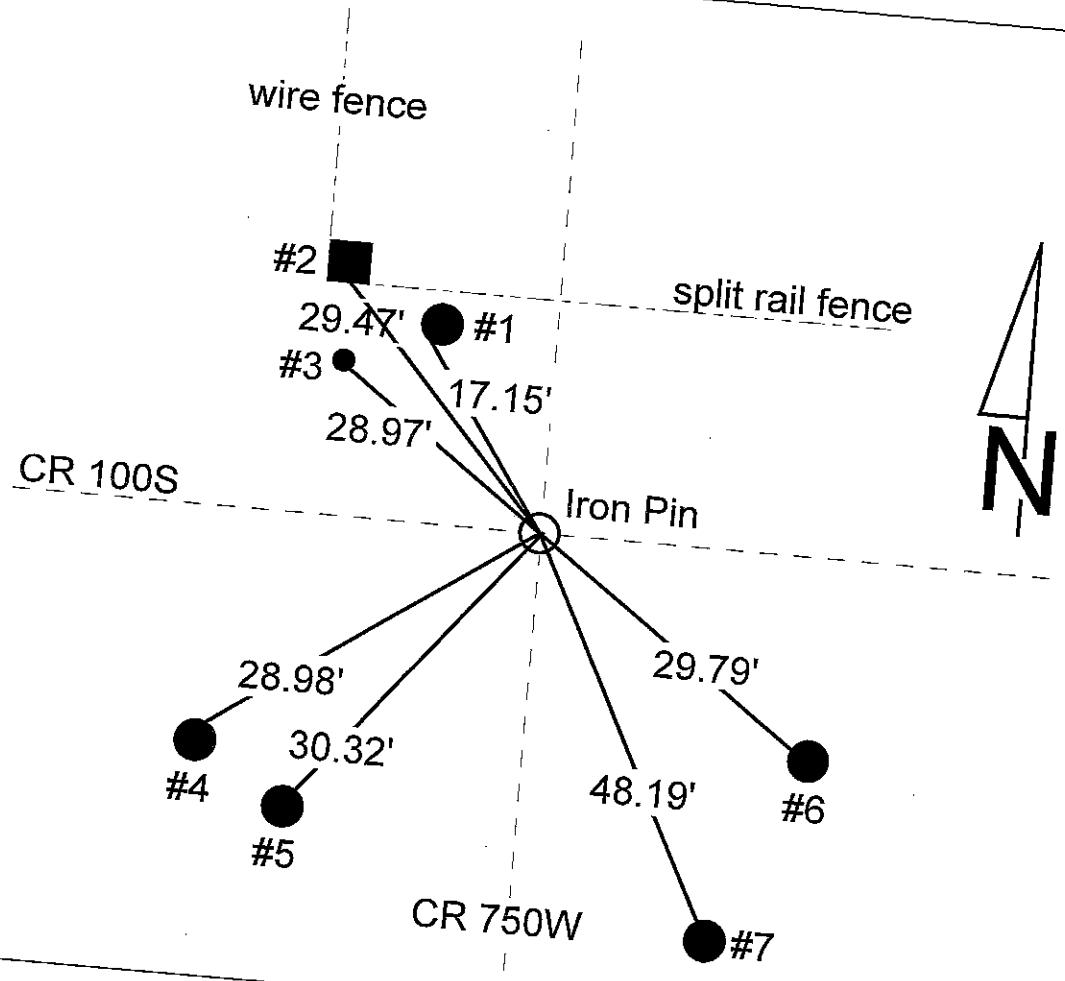 wire fence
#2
split rail fence
29.47'
#1
#3
17.15'
28.97'
CR 100S
N
Iron Pin
28.98'
29.79'
30.32'
#4
48.19'
#6
#5
CR 750W
#7